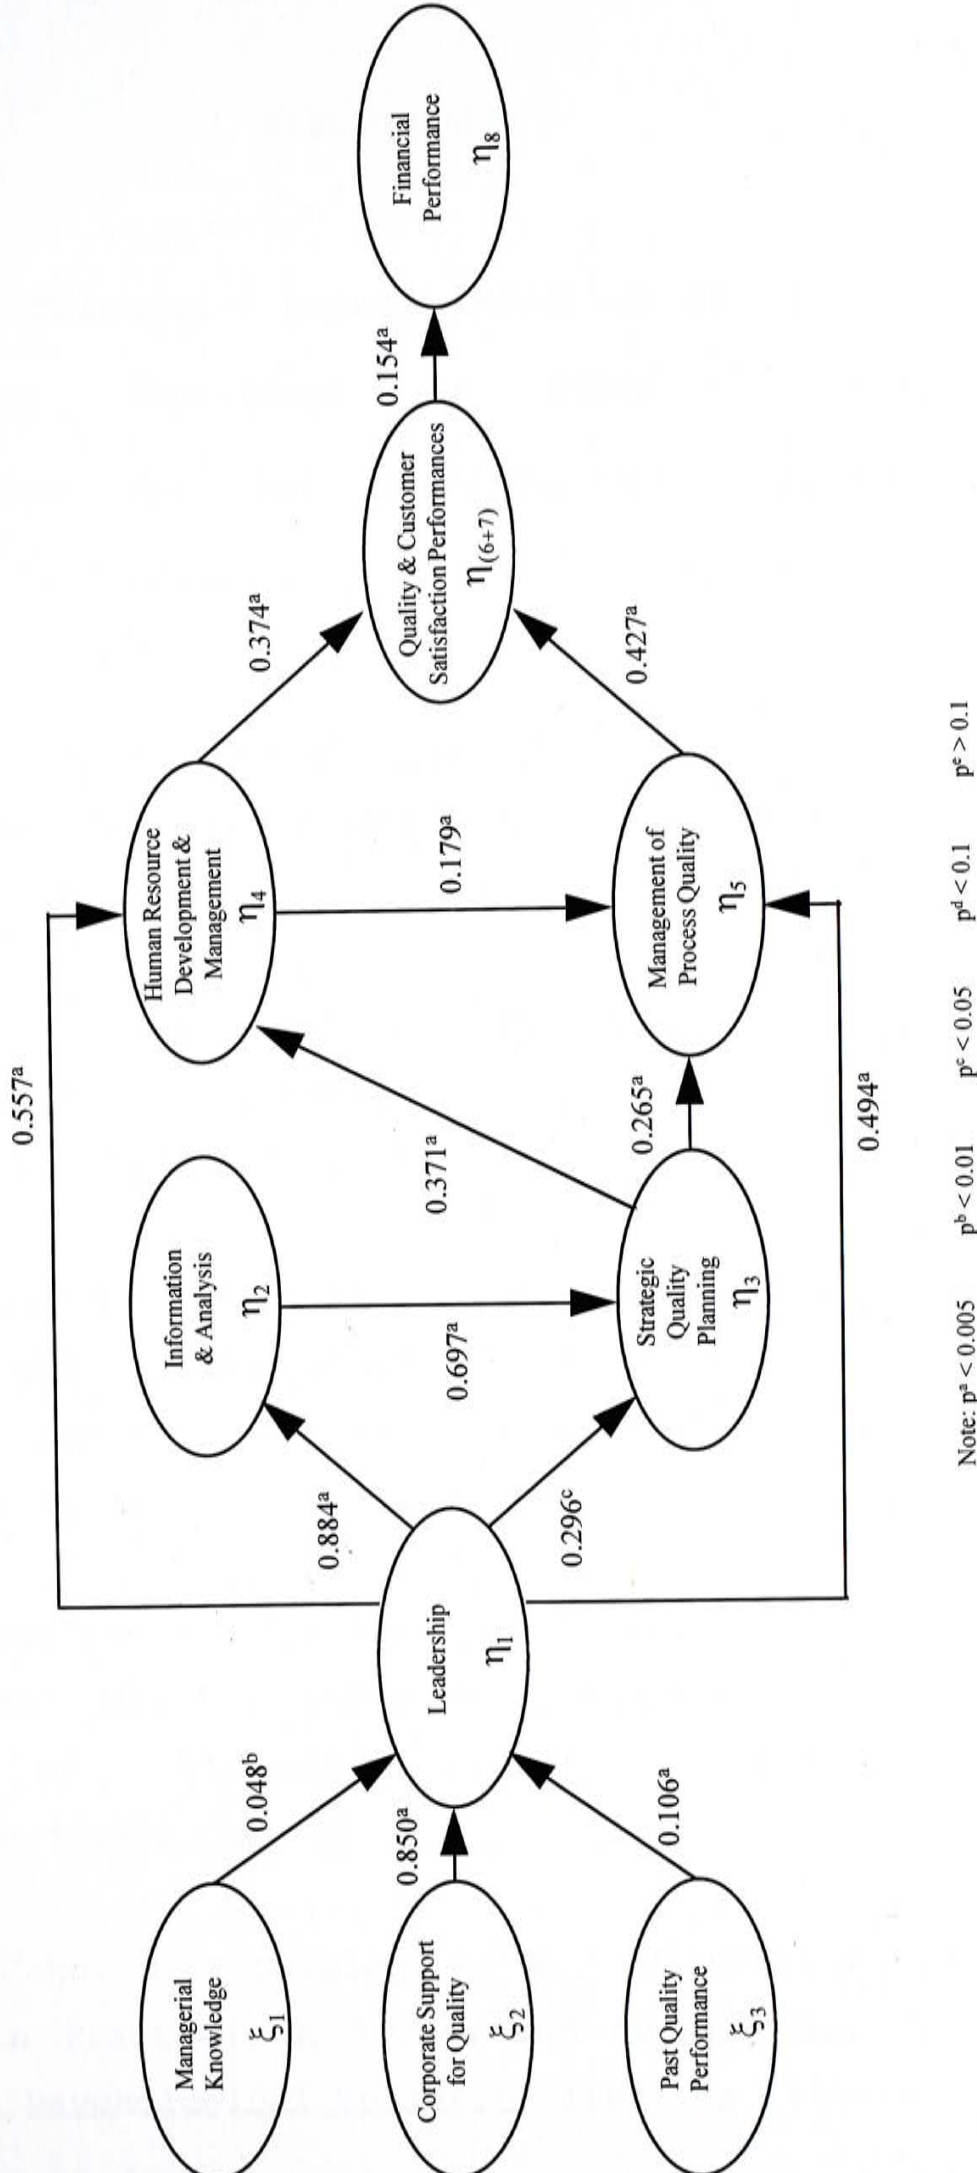 Managerial
Knowledge
ξ1
Corporate Support
for Quality
ξ2
Past Quality
Performance
ξ3
0.048b
0.850a
0.106a
Leadership
η1
0.557a
0.884a
0.296c
0.494a
Information
& Analysis
η2
0.697a
Strategic
Quality
Planning
η3
0.371a
0.265a
Human Resource
Development &
Management
η4
0.179a
Management of
Process Quality
η5
0.374a
0.427a
Quality & Customer
Satisfaction Performances
η(6+7)
0.154a
Financial
Performance
η8
Note: pa < 0.005 pb < 0.01 pc < 0.05 pd < 0.1 pe > 0.1